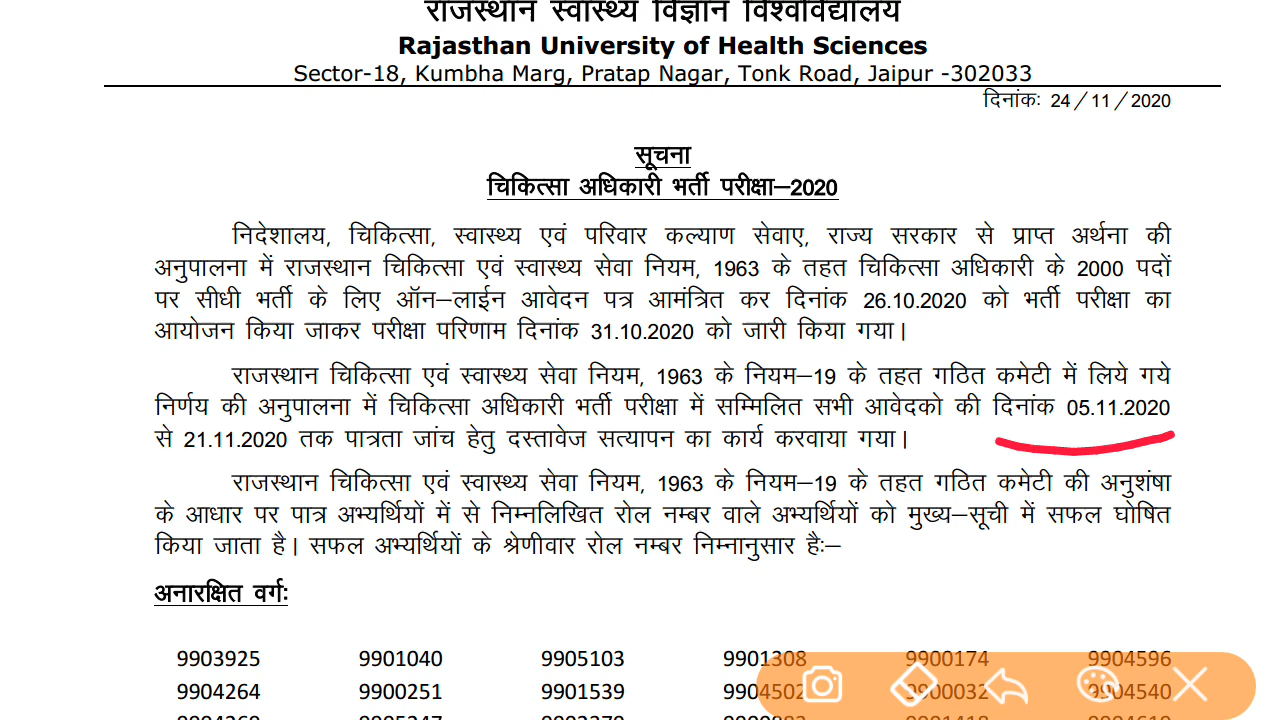 राजस्थान स्वास्थ्य विज्ञान विश्वविद्यालय
Rajasthan University of Health Sciences
Sector-18, Kumbha Marg, Pratap Nagar, Tonk Road, Jaipur -302033
दिनांकः 24/11/2020
सूचना
चिकित्सा अधिकारी भर्ती परीक्षा–2020
निदेशालय, चिकित्सा, स्वास्थ्य एवं परिवार कल्याण सेवाए, राज्य सरकार से प्राप्त अर्थना की
अनुपालना में राजस्थान चिकित्सा एवं स्वास्थ्य सेवा नियम, 1963 के तहत चिकित्सा अधिकारी के 2000 पदों
पर सीधी भर्ती के लिए ऑन–लाईन आवेदन पत्र आमंत्रित कर दिनांक 26.10.2020 को भर्ती परीक्षा का
आयोजन किया जाकर परीक्षा परिणाम दिनांक 31.10.2020 को जारी किया गया।
राजस्थान चिकित्सा एवं स्वास्थ्य सेवा नियम, 1963 के नियम–19 के तहत गठित कमेटी में लिये गये
निर्णय की अनुपालना में चिकित्सा अधिकारी भर्ती परीक्षा में सम्मिलित सभी आवेदको की दिनांक 05.11.2020
से 21.11.2020 तक पात्रता जांच हेतु दस्तावेज सत्यापन का कार्य करवाया गया।
राजस्थान चिकित्सा एवं स्वास्थ्य सेवा नियम, 1963 के नियम–19 के तहत गठित कमेटी की अनुशंषा
के आधार पर पात्र अभ्यर्थियों में से निम्नलिखित रोल नम्बर वाले अभ्यर्थियों को मुख्य–सूची में सफल घोषित
किया जाता है। सफल अभ्यर्थियों के श्रेणीवार रोल नम्बर निम्नानुसार हैः–
अनारक्षित वर्गः
9903925 9901040 9905103 9901308 9900174 9904596
9904264 9900251 9901539 9904502 9900032 9904540